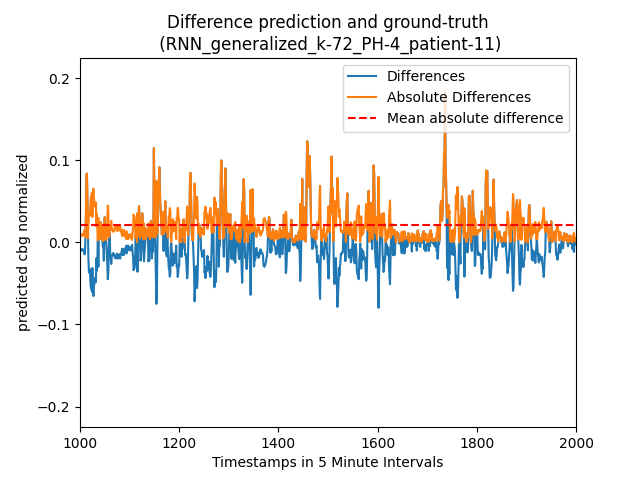 Difference prediction and ground-truth
(RNN_generalized_k-72_PH-4_patient-11)
Differences
Absolute Differences
Mean absolute difference
predicted cbg normalized
0.2
0.1
0.0
−0.1
−0.2
1000 1200 1400 1600 1800 2000
Timestamps in 5 Minute Intervals